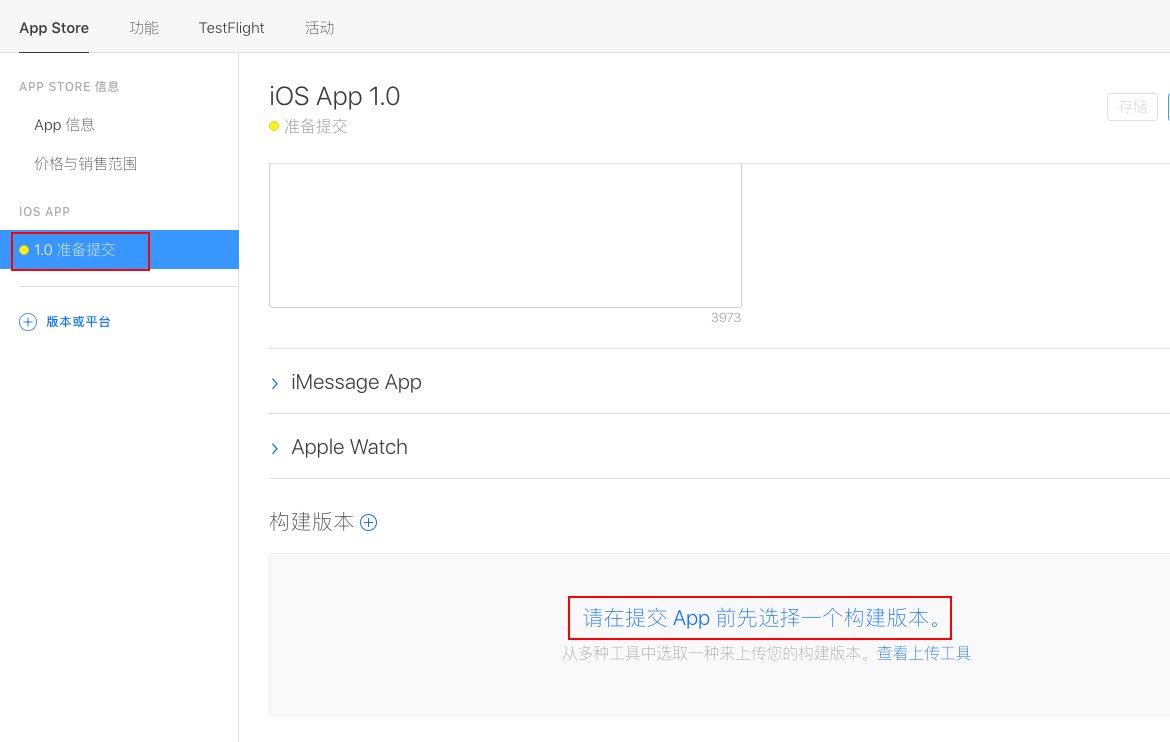 App Store 功能 TestFlight 活动
APP STORE 信息
App 信息
价格与销售范围
IOS APP
1.0 准备提交
版本或平台
iOS App 1.0
准备提交
存储
3973
iMessage App
Apple Watch
构建版本
请在提交 App 前先选择一个构建版本。
从多种工具中选取一种来上传您的构建版本。查看上传工具